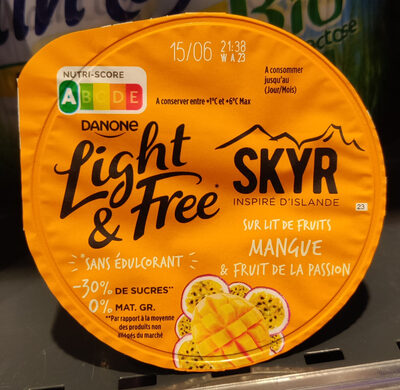 15/06 21:38
W A 23
NUTRI-SCORE
A B C D E
A consommer
jusqu'au
(Jour/Mois)
A conserver entre +1°C et +6°C Max
DANONE
Light
& Free
SKYR
INSPIRÉ D'ISLANDE
23
SUR LIT DE FRUITS
MANGUE
& FRUIT DE LA PASSION
*SANS ÉDULCORANT
-30% DE SUCRES**
0% MAT. GR.
**Par rapport à la moyenne
des produits non
allégés du marché